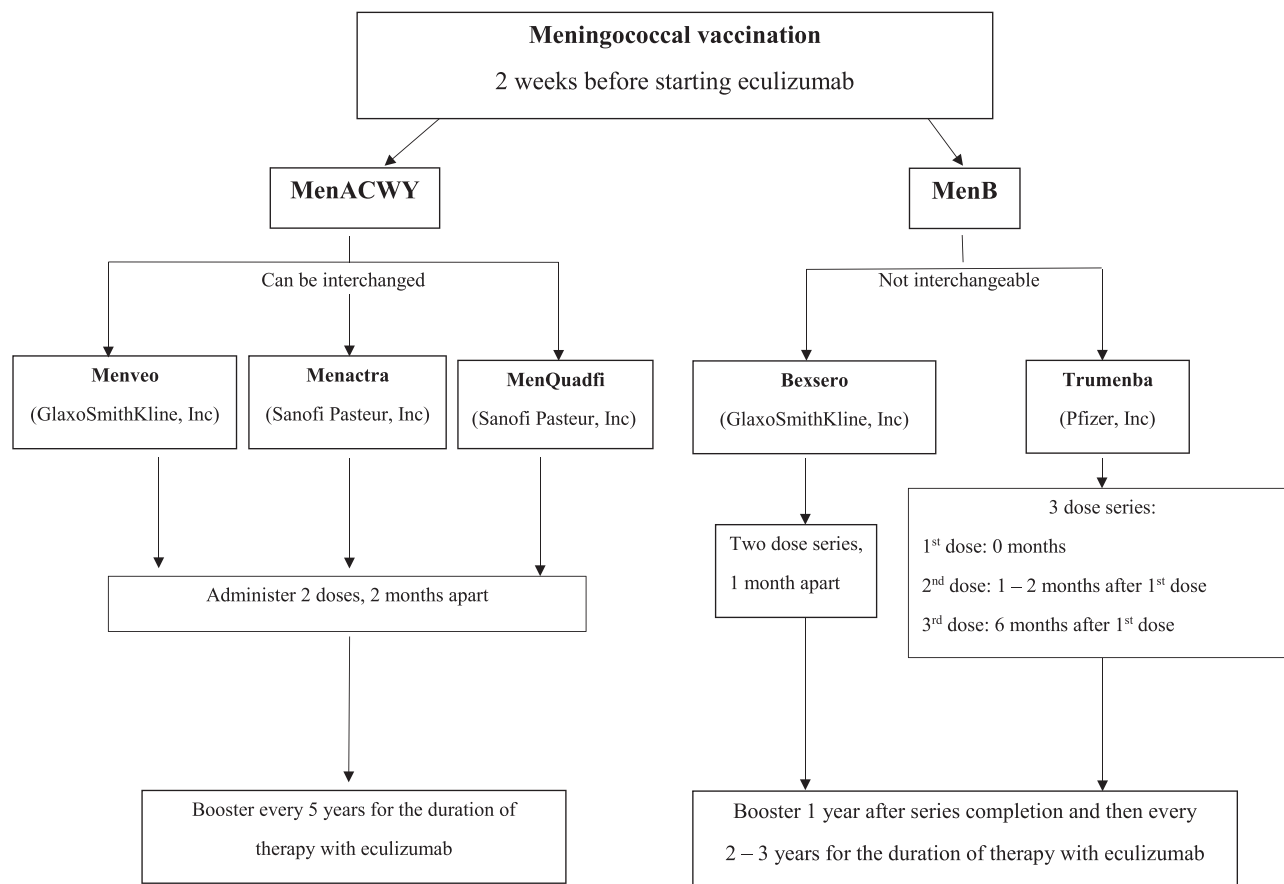 Meningococcal vaccination
2 weeks before starting eculizumab
MenACWY
MenB
Can be interchanged
Not interchangeable
Menveo
(GlaxoSmithKline, Inc)
Menactra
(Sanofi Pasteur, Inc)
MenQuadfi
(Sanofi Pasteur, Inc)
Bexsero
(GlaxoSmithKline, Inc)
Trumenba
(Pfizer, Inc)
Administer 2 doses, 2 months apart
Two dose series,
1 month apart
3 dose series:
1st dose: 0 months
2nd dose: 1 – 2 months after 1st dose
3rd dose: 6 months after 1st dose
Booster every 5 years for the duration of
therapy with eculizumab
Booster 1 year after series completion and then every
2 – 3 years for the duration of therapy with eculizumab